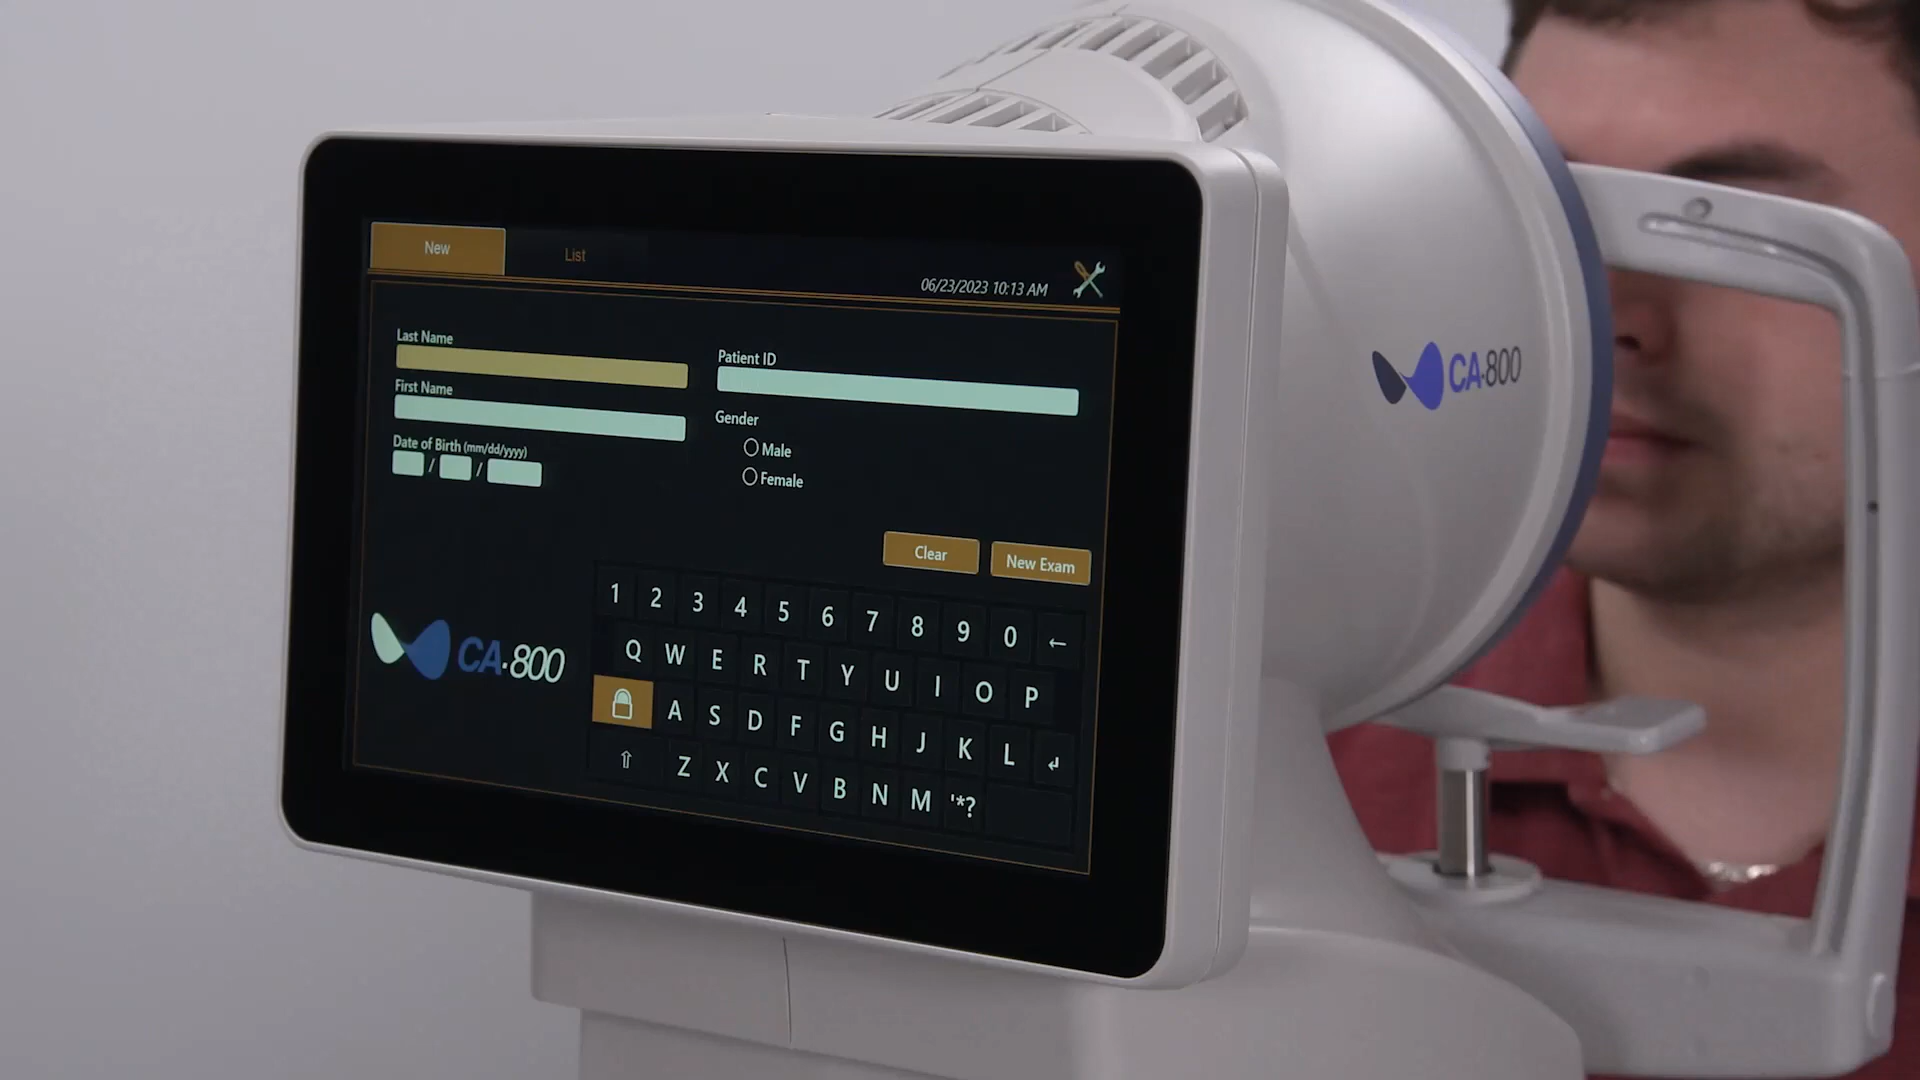 New
List
06/23/2023 10:13 AM
Last Name
Patient ID
First Name
Gender
Date of Birth (mm/dd/yyyy)
/ /
Male
Female
Clear
New Exam
1 2 3 4 5 6 7 8 9 0 ←
Q W E R T Y U I O P
A S D F G H J K L ↲
⇧ Z X C V B N M '*?
CA·800
CA·800